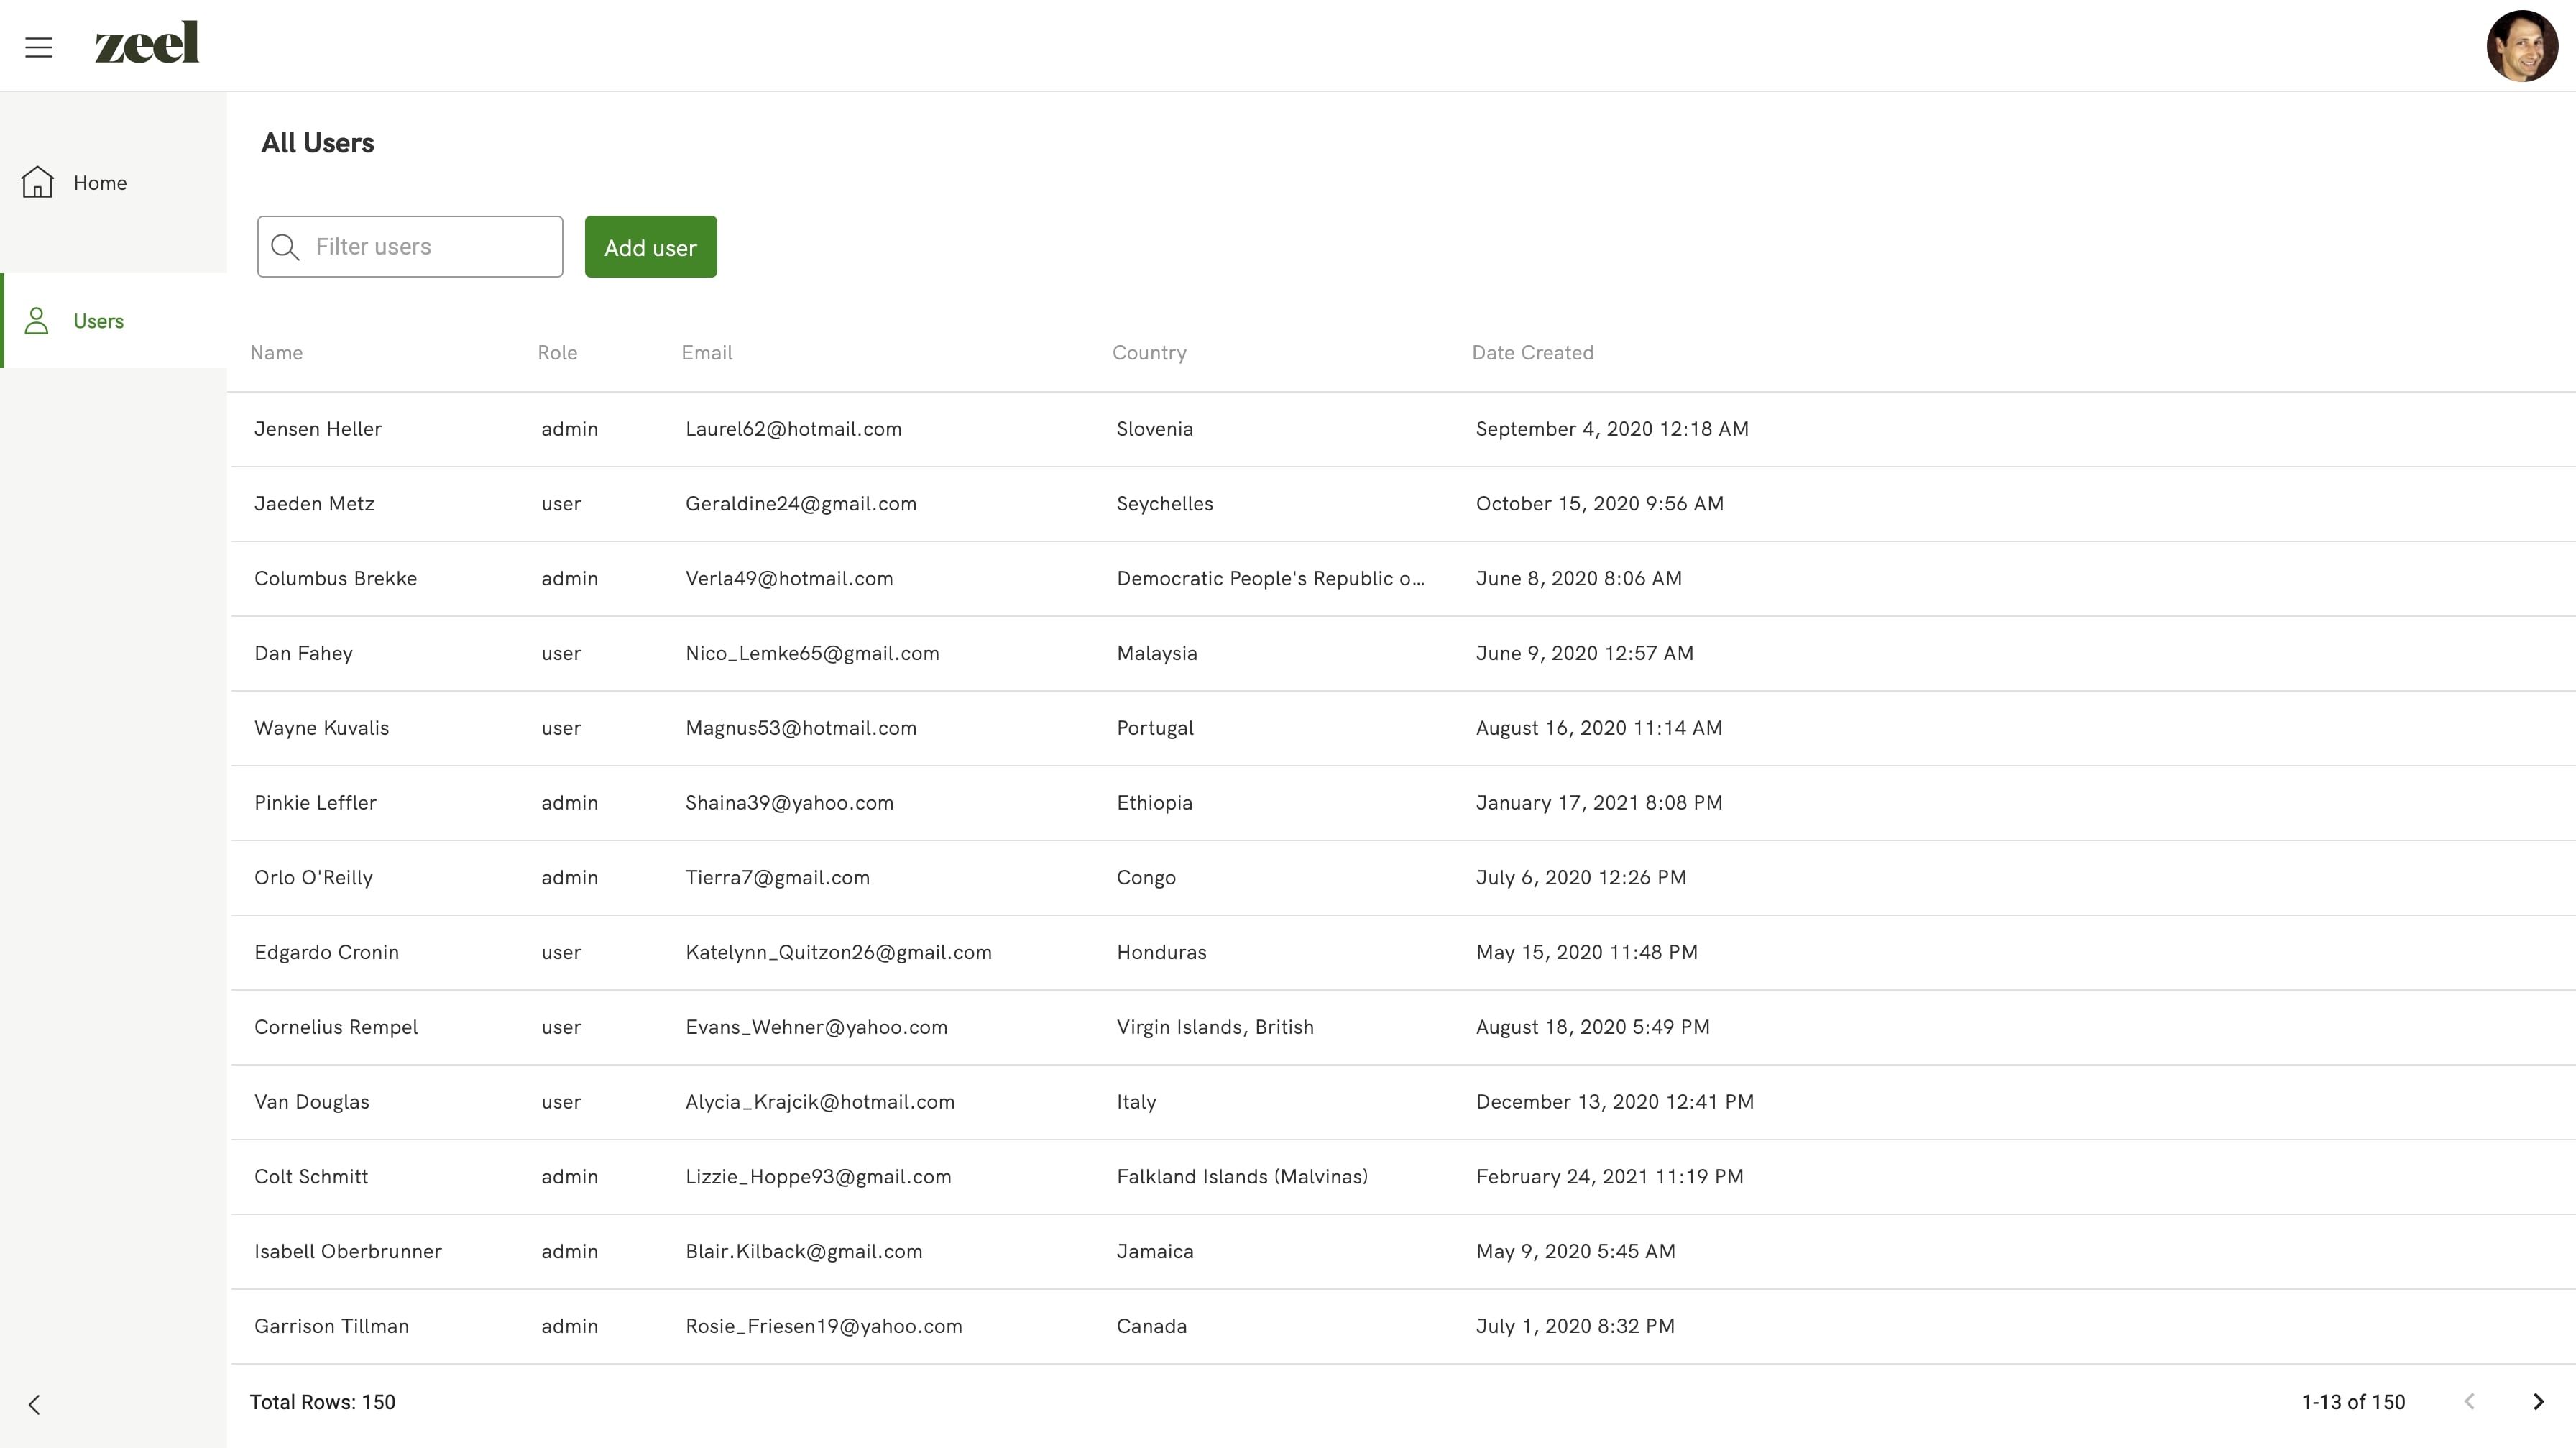 zeel
Home
Users
All Users
Filter users
Add user
Name Role Email Country Date Created
Jensen Heller admin Laurel62@hotmail.com Slovenia September 4, 2020 12:18 AM
Jaeden Metz user Geraldine24@gmail.com Seychelles October 15, 2020 9:56 AM
Columbus Brekke admin Verla49@hotmail.com Democratic People's Republic o... June 8, 2020 8:06 AM
Dan Fahey user Nico_Lemke65@gmail.com Malaysia June 9, 2020 12:57 AM
Wayne Kuvalis user Magnus53@hotmail.com Portugal August 16, 2020 11:14 AM
Pinkie Leffler admin Shaina39@yahoo.com Ethiopia January 17, 2021 8:08 PM
Orlo O'Reilly admin Tierra7@gmail.com Congo July 6, 2020 12:26 PM
Edgardo Cronin user Katelynn_Quitzon26@gmail.com Honduras May 15, 2020 11:48 PM
Cornelius Rempel user Evans_Wehner@yahoo.com Virgin Islands, British August 18, 2020 5:49 PM
Van Douglas user Alycia_Krajcik@hotmail.com Italy December 13, 2020 12:41 PM
Colt Schmitt admin Lizzie_Hoppe93@gmail.com Falkland Islands (Malvinas) February 24, 2021 11:19 PM
Isabell Oberbrunner admin Blair.Kilback@gmail.com Jamaica May 9, 2020 5:45 AM
Garrison Tillman admin Rosie_Friesen19@yahoo.com Canada July 1, 2020 8:32 PM
Total Rows: 150 1-13 of 150